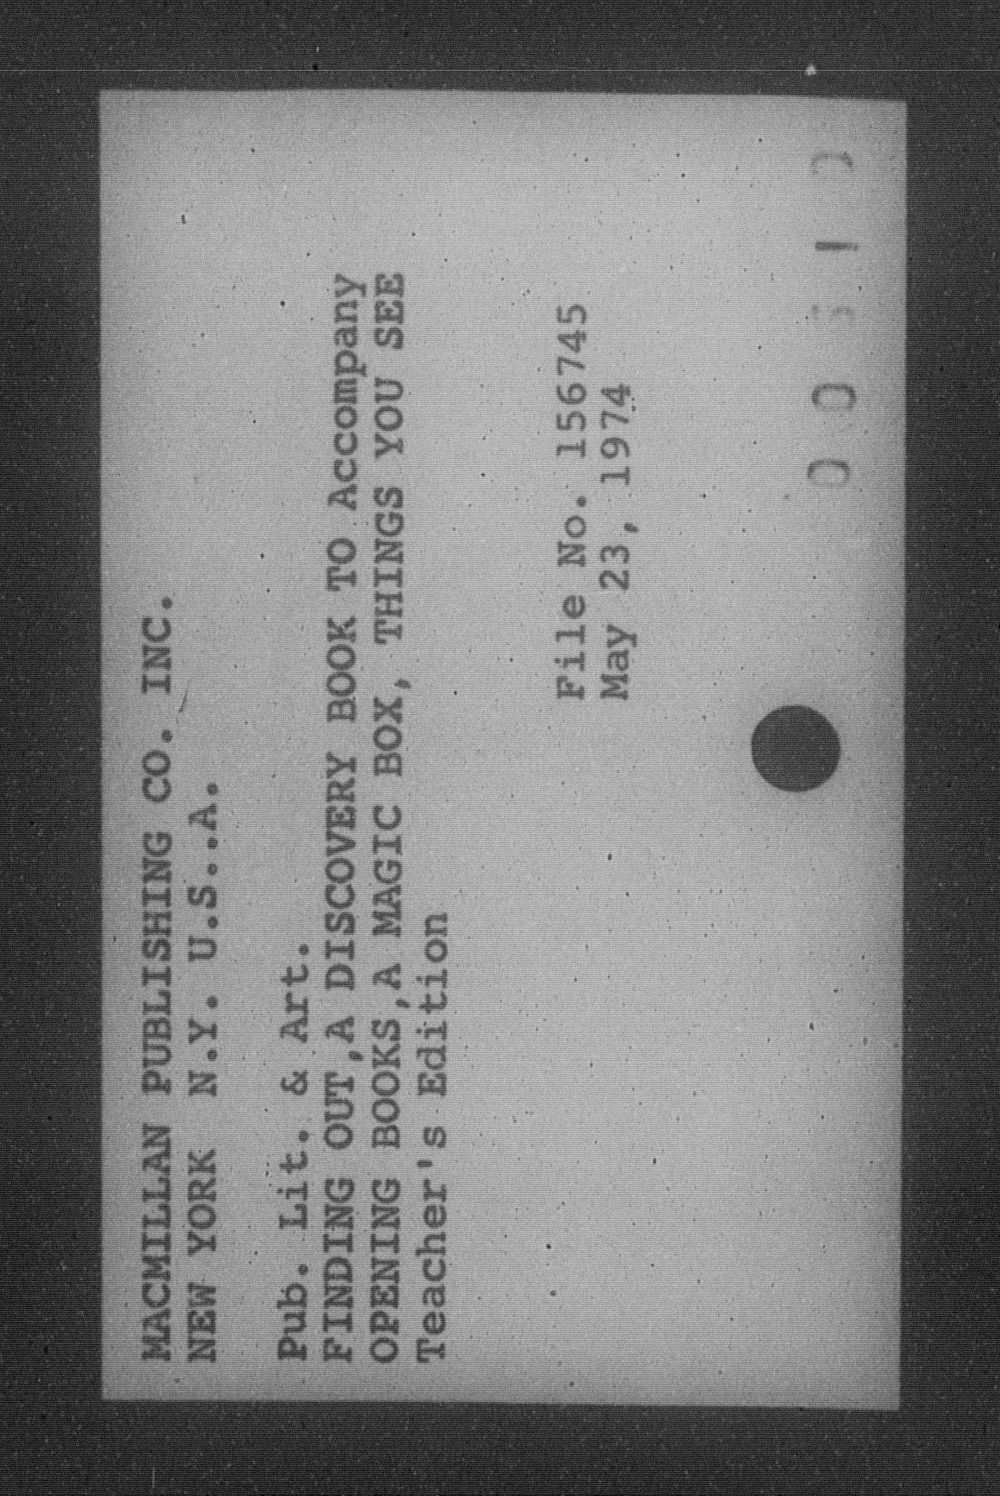 MACMILLAN PUBLISHING CO. INC.
NEW YORK N.Y. U.S..A.
Pub. Lit. & Art.
FINDING OUT,A DISCOVERY BOOK TO Accompany
OPENING BOOKS,A MAGIC BOX, THINGS YOU SEE
Teacher's Edition
File No. 156745
May 23, 1974